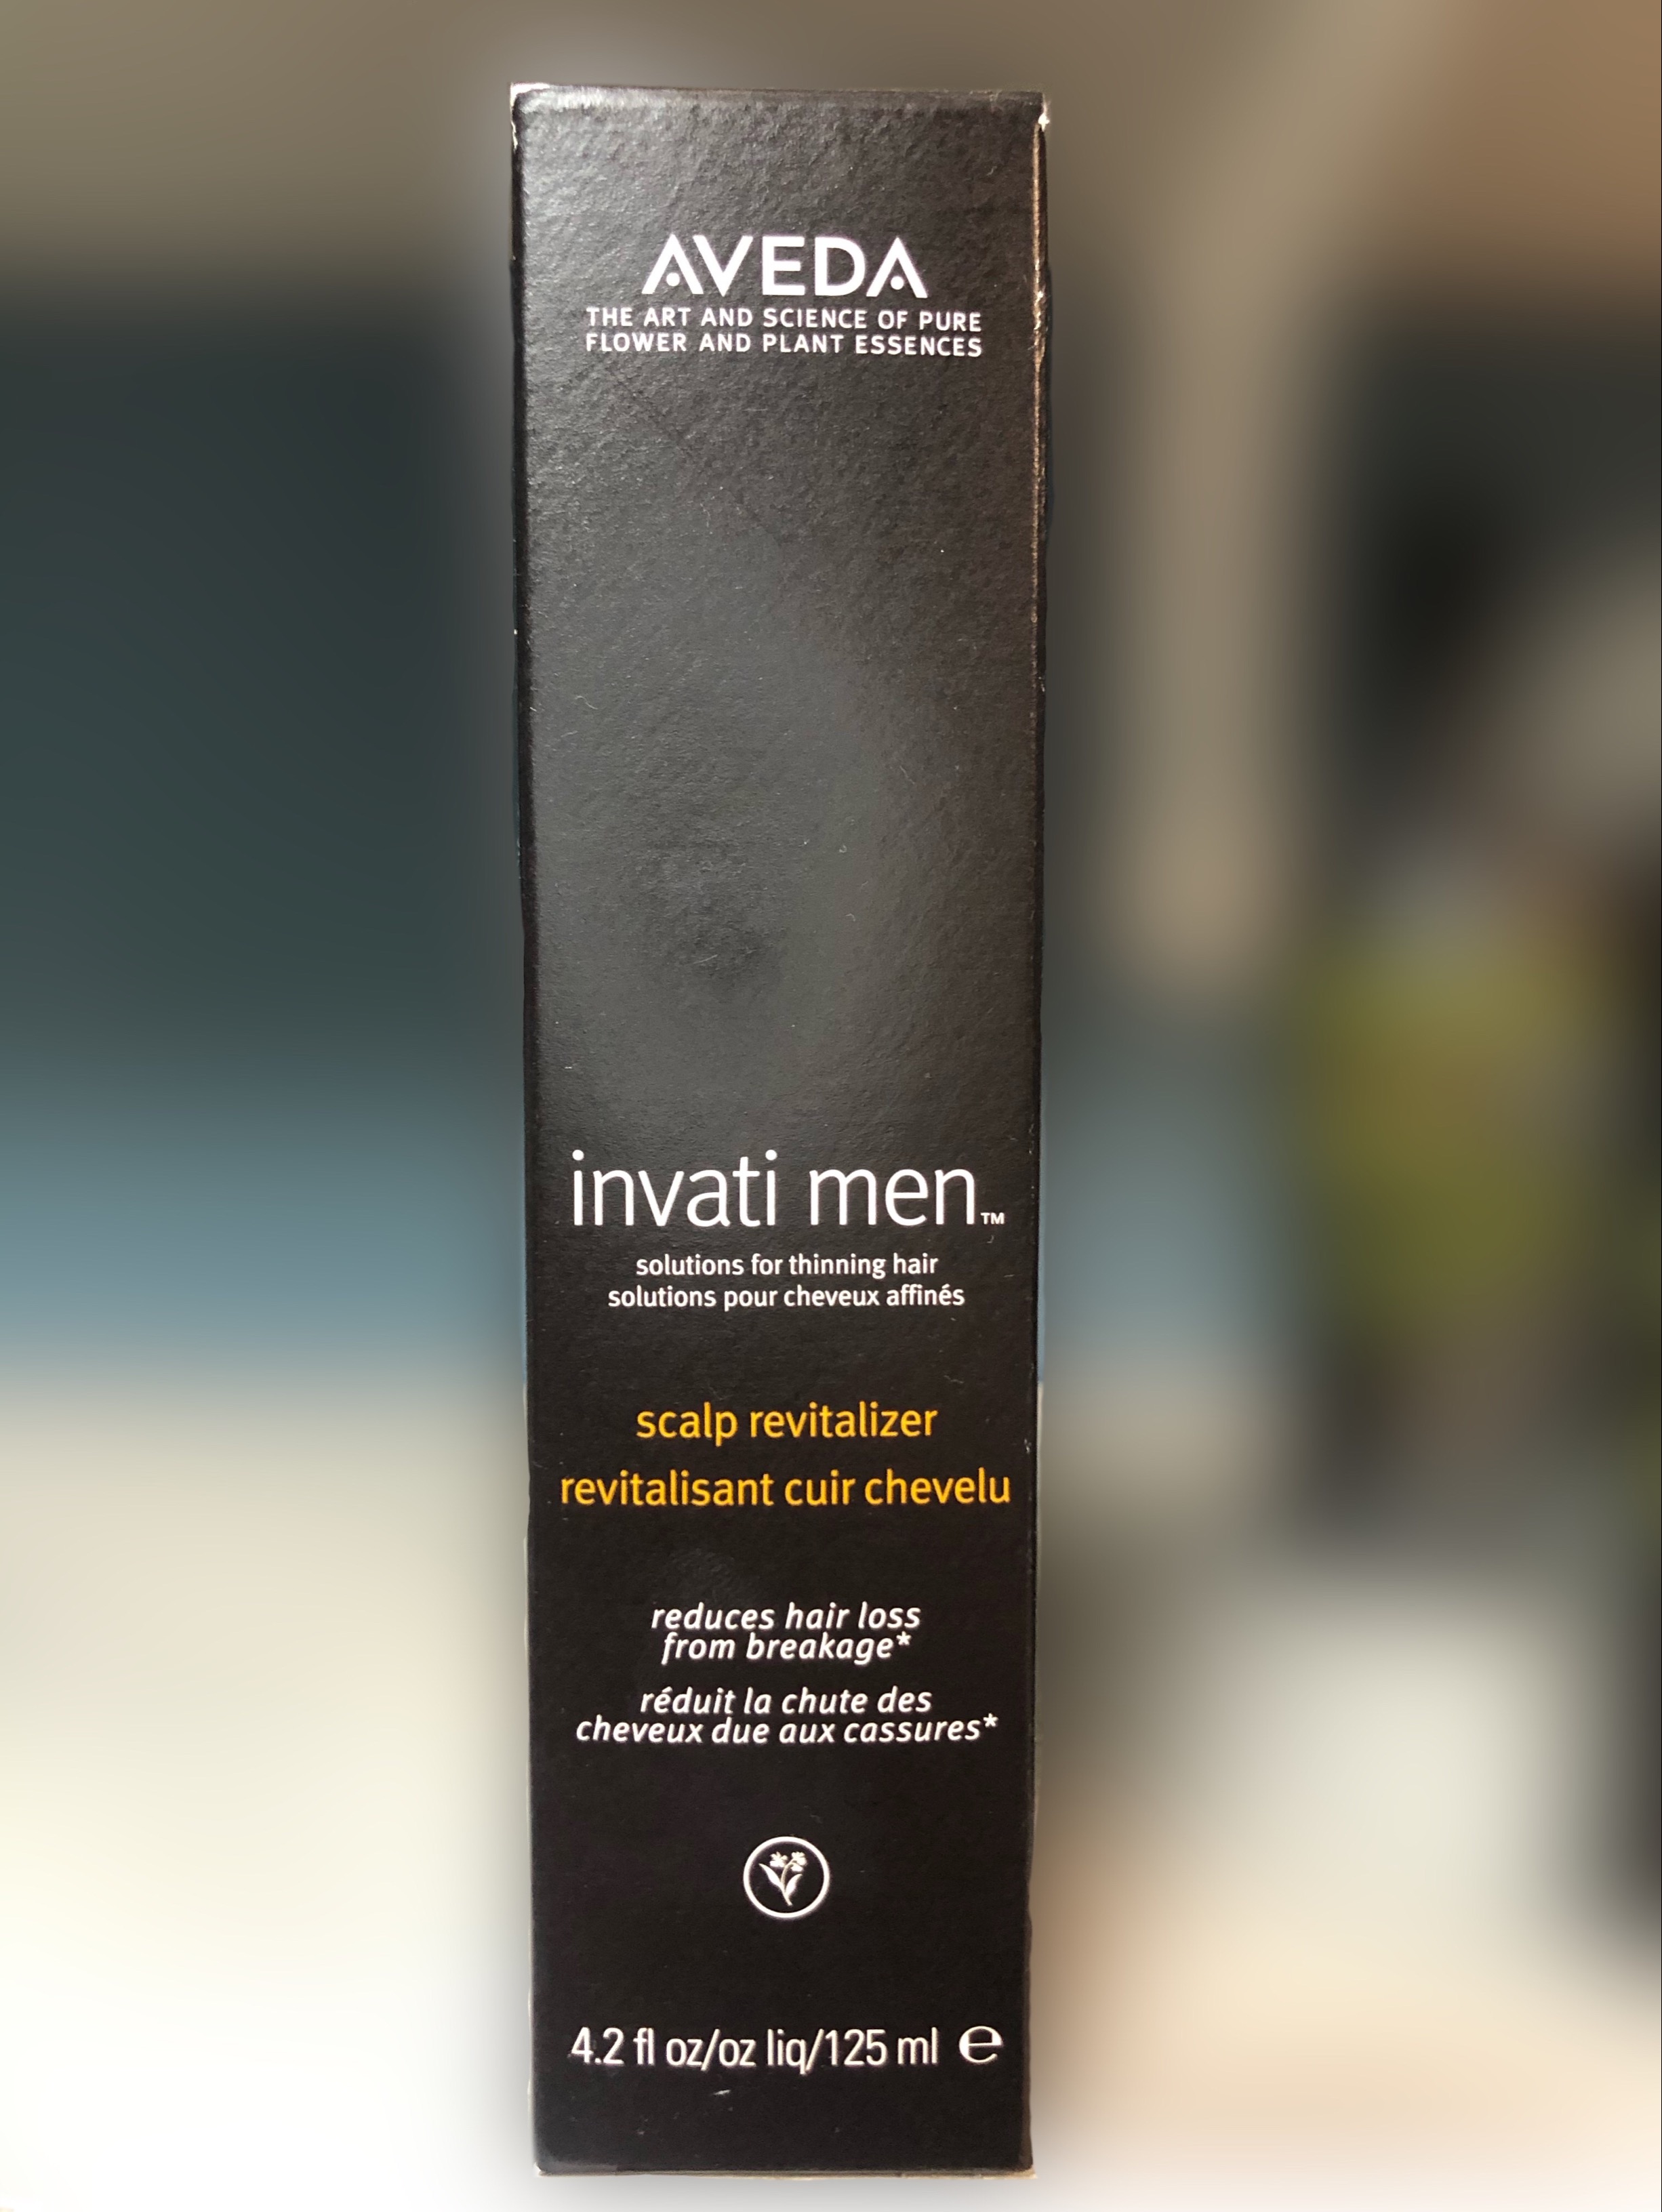 AVEDA
THE ART AND SCIENCE OF PURE
FLOWER AND PLANT ESSENCES
invati men™
solutions for thinning hair
solutions pour cheveux affinés
scalp revitalizer
revitalisant cuir chevelu
reduces hair loss
from breakage*
réduit la chute des
cheveux due aux cassures*
4.2 fl oz/oz liq/125 ml ℮